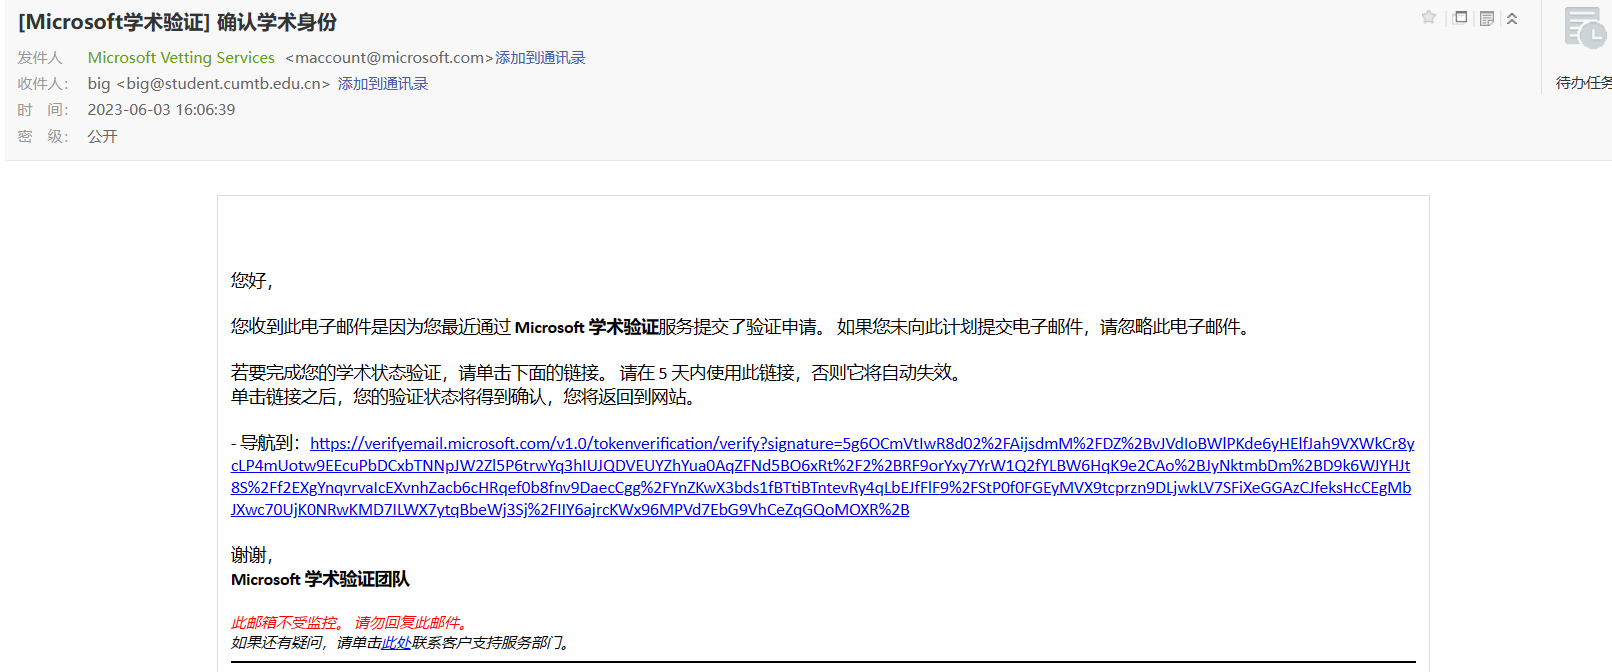 [Microsoft学术验证] 确认学术身份
发件人 Microsoft Vetting Services <maccount@microsoft.com>添加到通讯录
收件人: big <big@student.cumtb.edu.cn> 添加到通讯录
时 间: 2023-06-03 16:06:39
密 级: 公开
待办任务
您好，
您收到此电子邮件是因为您最近通过 Microsoft 学术验证服务提交了验证申请。 如果您未向此计划提交电子邮件，请忽略此电子邮件。
若要完成您的学术状态验证，请单击下面的链接。 请在 5 天内使用此链接，否则它将自动失效。
单击链接之后，您的验证状态将得到确认，您将返回到网站。
- 导航到： https://verifyemail.microsoft.com/v1.0/tokenverification/verify?signature=5g6OCmVtIwR8d02%2FAijsdmM%2FDZ%2BvJVdIoBWlPKde6yHElfJah9VXWkCr8y
cLP4mUotw9EEcuPbDCxbTNNpJW2Zl5P6trwYq3hIUJQDVEUYZhYua0AqZFNd5BO6xRt%2F2%2BRF9orYxy7YrW1Q2fYLBW6HqK9e2CAo%2BJyNktmbDm%2BD9k6WJYHJt
8S%2Ff2EXgYnqvrvaIcEXvnhZacb6cHRqef0b8fnv9DaecCgg%2FYnZKwX3bds1fBTtiBTntevRy4qLbEJfFlF9%2FStP0f0FGEyMVX9tcprzn9DLjwkLV7SFiXeGGAzCJfeksHcCEgMb
JXwc70UjK0NRwKMD7ILWX7ytqBbeWj3Sj%2FIIY6ajrcKWx96MPVd7EbG9VhCeZqGQoMOXR%2B
谢谢，
Microsoft 学术验证团队
此邮箱不受监控。 请勿回复此邮件。
如果还有疑问，请单击此处联系客户支持服务部门。